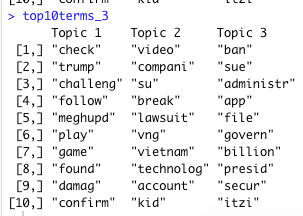 > top10terms_3
Topic 1 Topic 2 Topic 3
[1,] "check" "video" "ban"
[2,] "trump" "compani" "sue"
[3,] "challeng" "su" "administr"
[4,] "follow" "break" "app"
[5,] "meghupd" "lawsuit" "file"
[6,] "play" "vng" "govern"
[7,] "game" "vietnam" "billion"
[8,] "found" "technolog" "presid"
[9,] "damag" "account" "secur"
[10,] "confirm" "kid" "itzi"